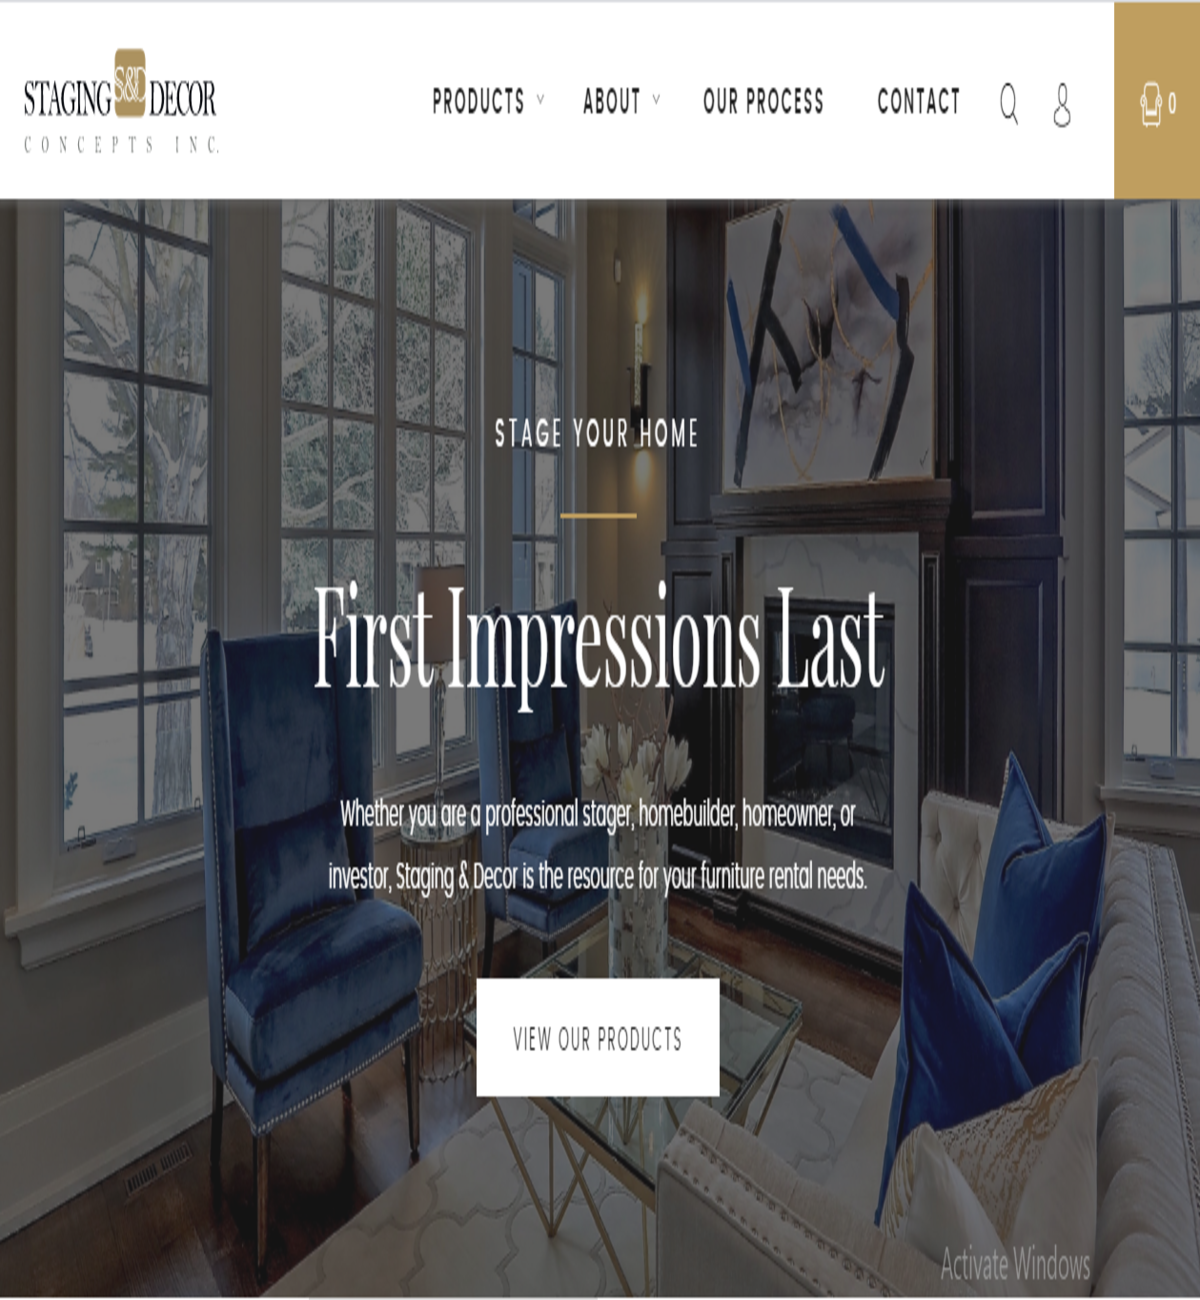 STAGING S&D DECOR
CONCEPTS INC.
PRODUCTS ABOUT OUR PROCESS CONTACT 0
STAGE YOUR HOME
First Impressions Last
Whether you are a professional stager, homebuilder, homeowner, or
investor, Staging & Decor is the resource for your furniture rental needs.
VIEW OUR PRODUCTS
Activate Windows